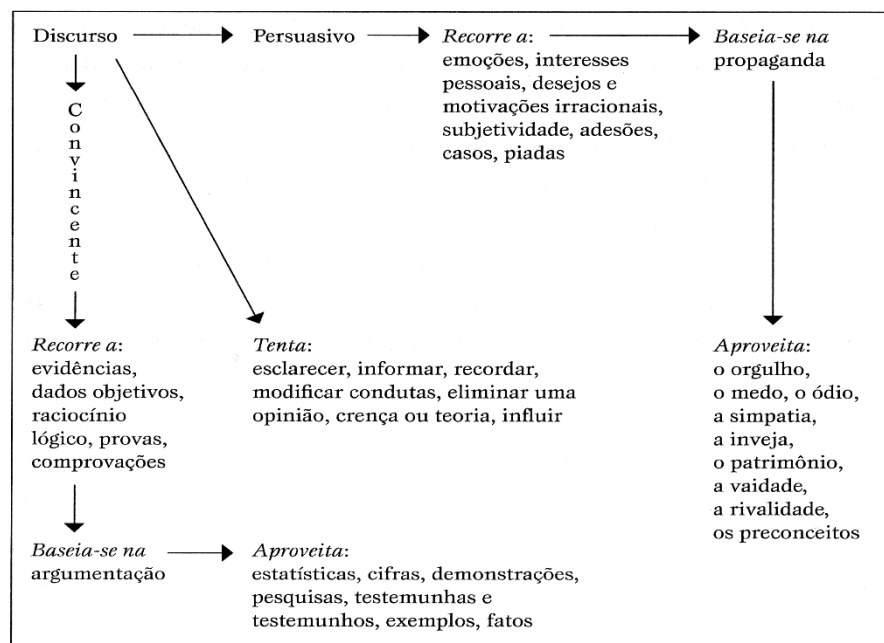 Discurso
Persuasivo
Recorre a:
emoções, interesses
pessoais, desejos e
motivações irracionais,
subjetividade, adesões,
casos, piadas
Baseia-se na
propaganda
Convincente
Recorre a:
evidências,
dados objetivos,
raciocínio
lógico, provas,
comprovações
Tenta:
esclarecer, informar, recordar,
modificar condutas, eliminar uma
opinião, crença ou teoria, influir
Aproveita:
o orgulho,
o medo, o ódio,
a simpatia,
a inveja,
o patrimônio,
a vaidade,
a rivalidade,
os preconceitos
Baseia-se na
argumentação
Aproveita:
estatísticas, cifras, demonstrações,
pesquisas, testemunhas e
testemunhos, exemplos, fatos